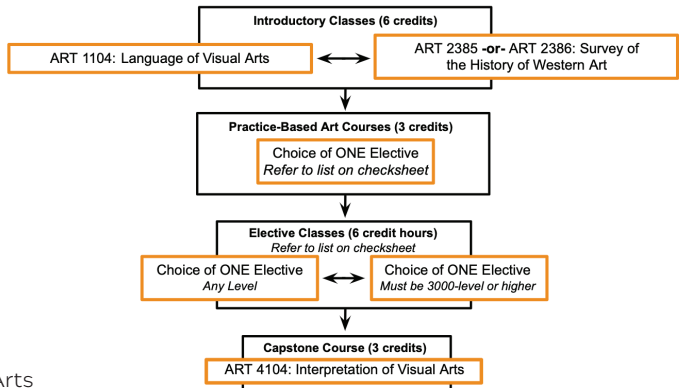 Introductory Classes (6 credits)
ART 1104: Language of Visual Arts
ART 2385 -or- ART 2386: Survey of
the History of Western Art
Practice-Based Art Courses (3 credits)
Choice of ONE Elective
Refer to list on checksheet
Elective Classes (6 credit hours)
Refer to list on checksheet
Choice of ONE Elective
Any Level
Choice of ONE Elective
Must be 3000-level or higher
Capstone Course (3 credits)
ART 4104: Interpretation of Visual Arts
Arts